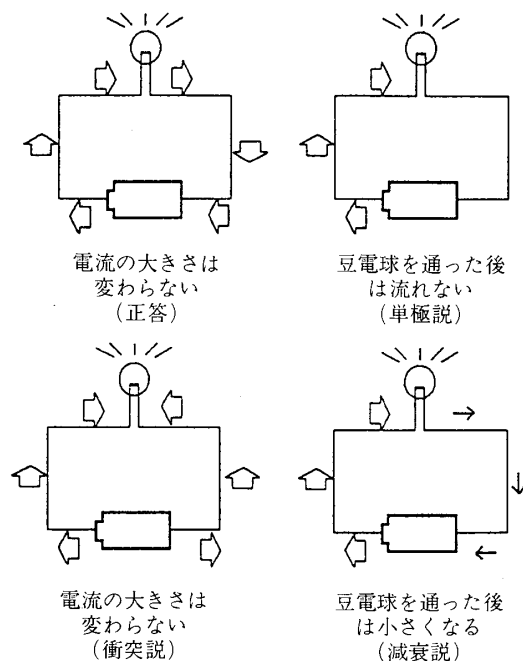 電流の大きさは
変わらない
(正答)
豆電球を通った後
は流れない
(単極説)
電流の大きさは
変わらない
(衝突説)
豆電球を通った後
は小さくなる
(減衰説)